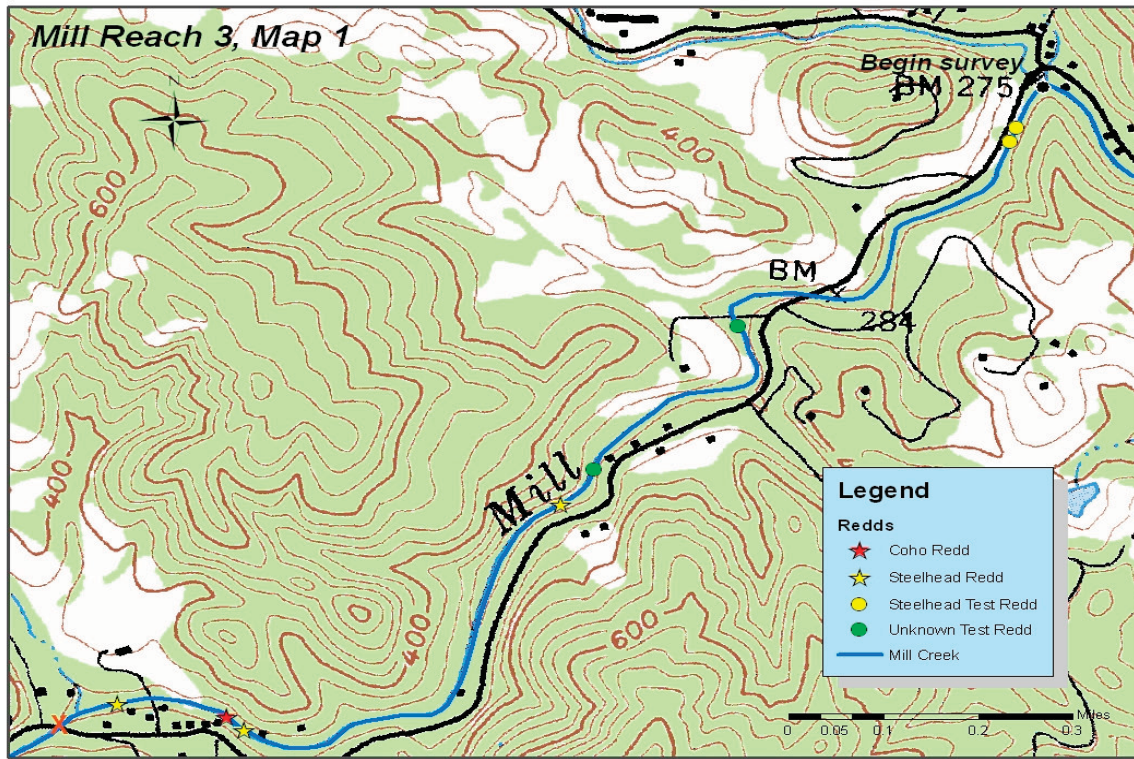 Mill Reach 3, Map 1
N
Begin survey
BM 275
400
600
BM
284
Mill
400
400
600
Legend
Redds
Coho Redd
Steelhead Redd
Steelhead Test Redd
Unknown Test Redd
Mill Creek
Miles
0 0.05 0.1 0.2 0.3